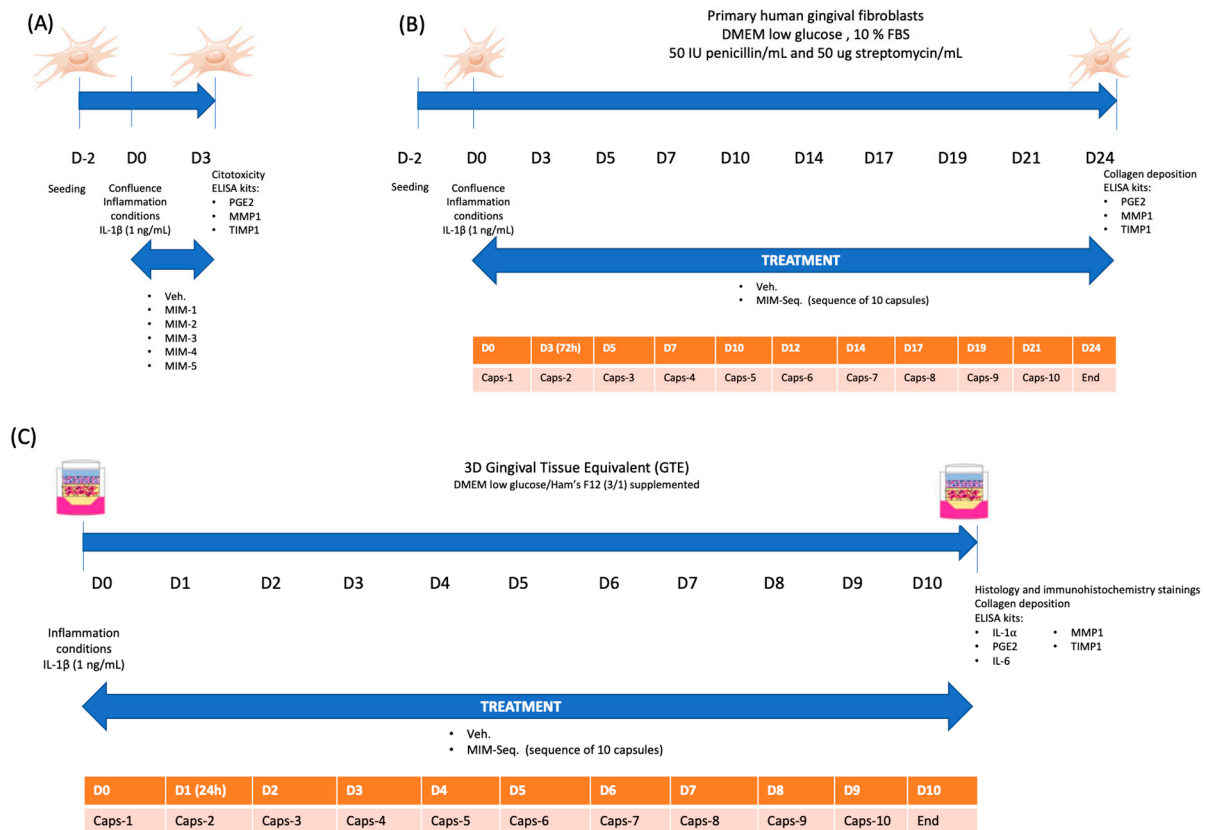 (A)
D-2 D0 D3
Seeding
Confluence
Inflammation
conditions
IL-1β (1 ng/mL)
Citotoxicity
ELISA kits:
• PGE2
• MMP1
• TIMP1
• Veh.
• MIM-1
• MIM-2
• MIM-3
• MIM-4
• MIM-5
(B)
Primary human gingival fibroblasts
DMEM low glucose , 10 % FBS
50 IU penicillin/mL and 50 ug streptomycin/mL
D-2 D0 D3 D5 D7 D10 D14 D17 D19 D21 D24
Seeding
Confluence
Inflammation
conditions
IL-1β (1 ng/mL)
Collagen deposition
ELISA kits:
• PGE2
• MMP1
• TIMP1
TREATMENT
• Veh.
• MIM-Seq. (sequence of 10 capsules)
D0 D3 (72h) D5 D7 D10 D12 D14 D17 D19 D21 D24
Caps-1 Caps-2 Caps-3 Caps-4 Caps-5 Caps-6 Caps-7 Caps-8 Caps-9 Caps-10 End
(C)
3D Gingival Tissue Equivalent (GTE)
DMEM low glucose/Ham's F12 (3/1) supplemented
D0 D1 D2 D3 D4 D5 D6 D7 D8 D9 D10
Inflammation
conditions
IL-1β (1 ng/mL)
Histology and immunohistochemistry stainings
Collagen deposition
ELISA kits:
• IL-1α • MMP1
• PGE2 • TIMP1
• IL-6
TREATMENT
• Veh.
• MIM-Seq. (sequence of 10 capsules)
D0 D1 (24h) D2 D3 D4 D5 D6 D7 D8 D9 D10
Caps-1 Caps-2 Caps-3 Caps-4 Caps-5 Caps-6 Caps-7 Caps-8 Caps-9 Caps-10 End